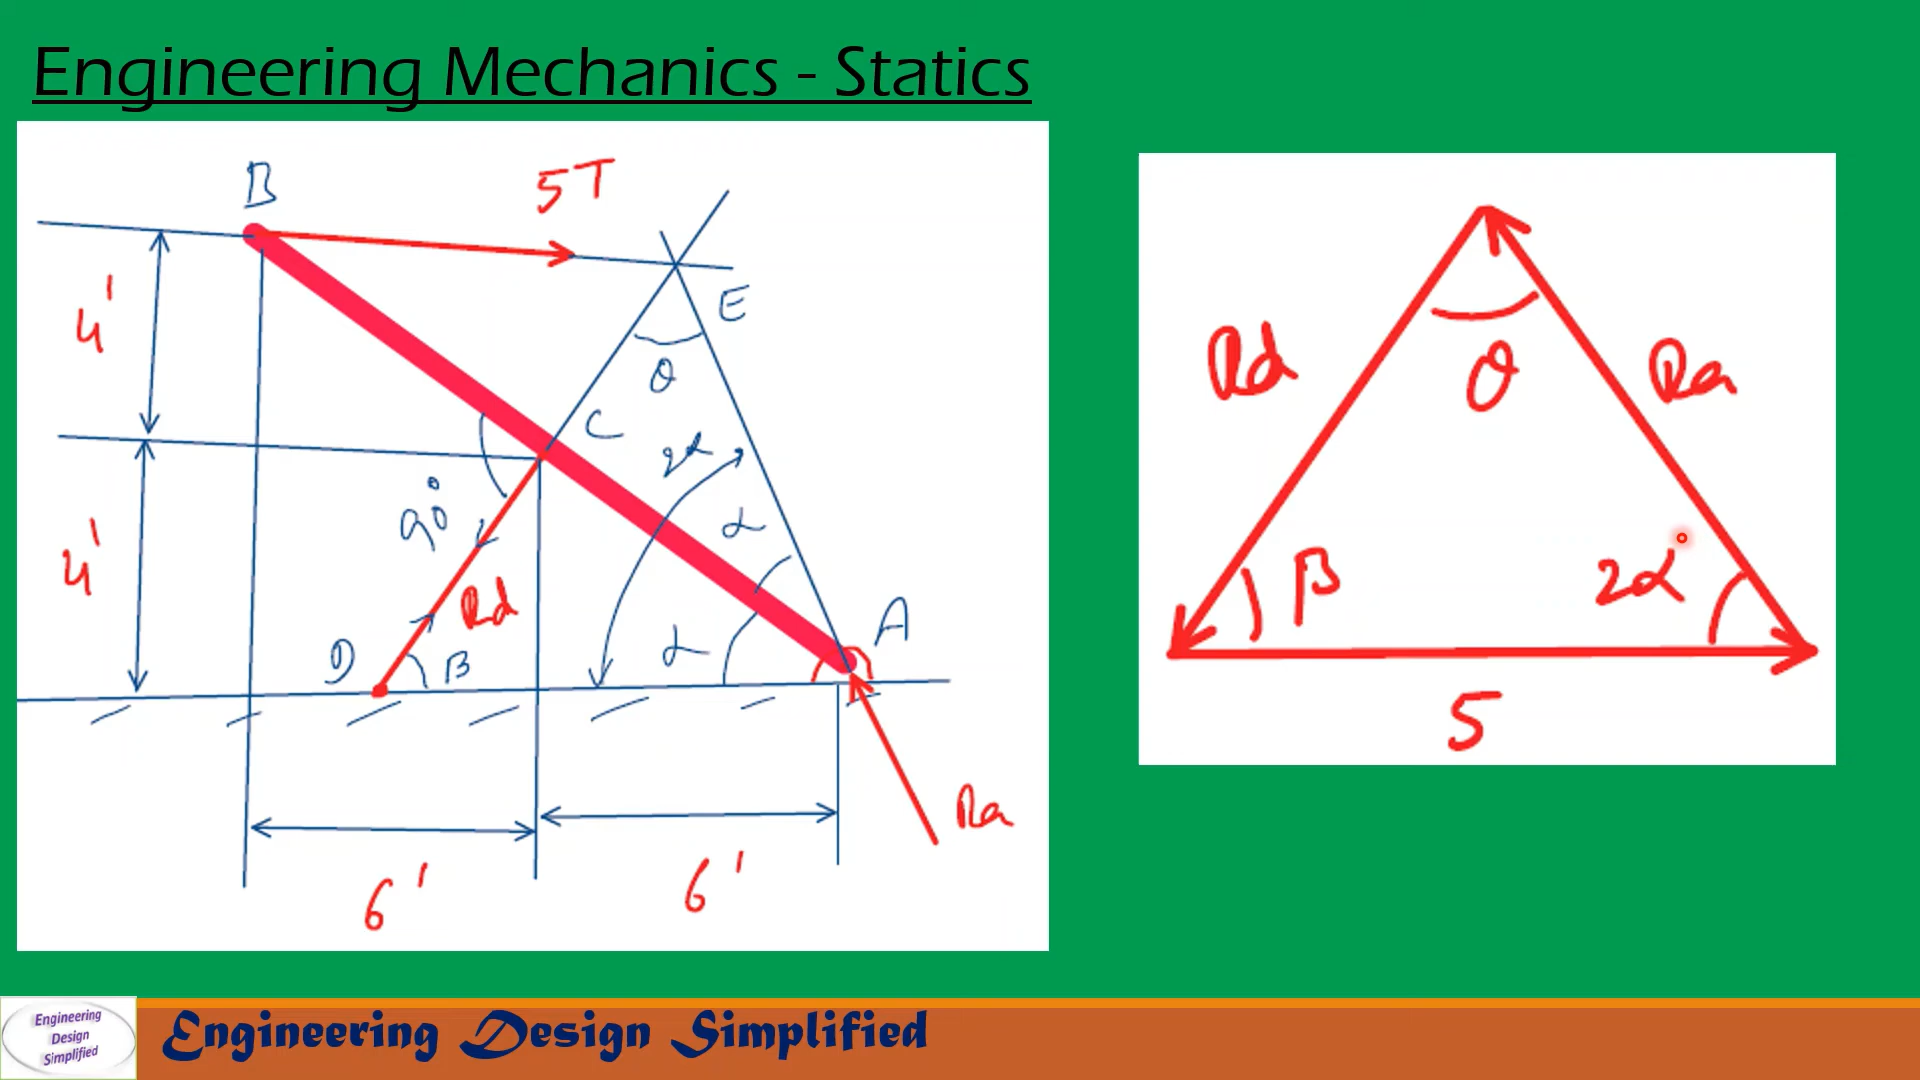 Engineering Mechanics - Statics
B
5T
4'
E
θ
C
2α
90°
α
4'
Rd
A
D
β
α
Ra
6'
6'
Rd
θ
Ra
β
2α
5
Engineering
Design
Simplified
Engineering Design Simplified